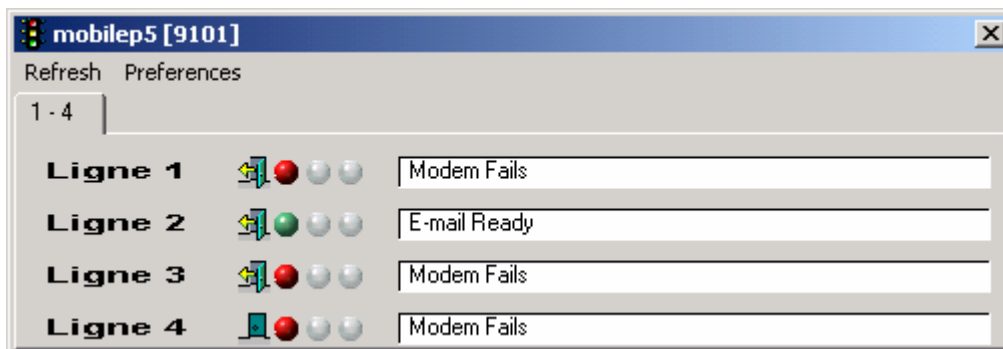 mobilep5 [9101]
Refresh Preferences
1 - 4
Ligne 1 Modem Fails
Ligne 2 E-mail Ready
Ligne 3 Modem Fails
Ligne 4 Modem Fails